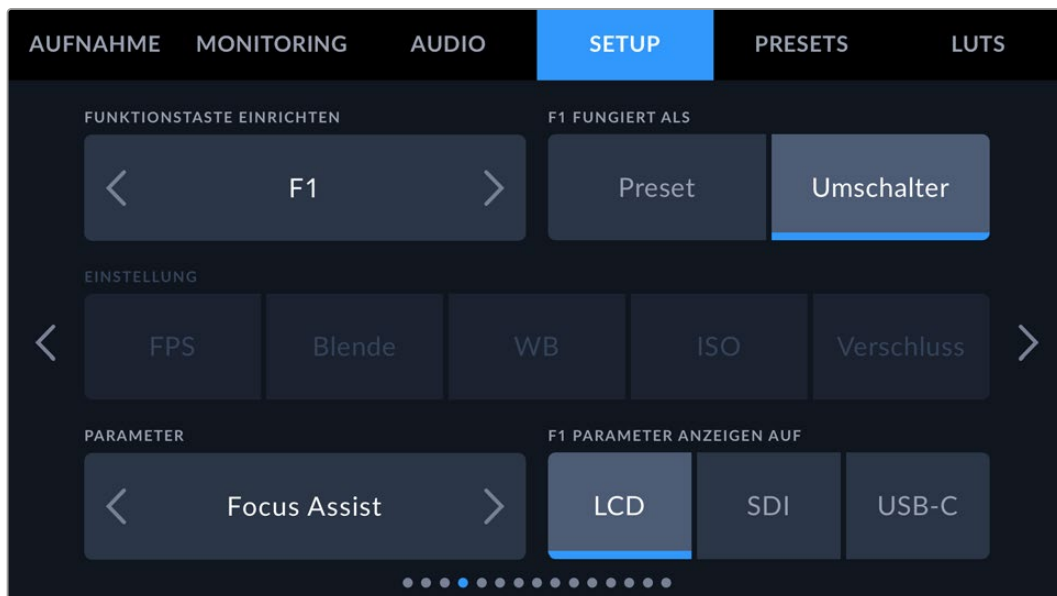 AUFNAHME MONITORING AUDIO SETUP PRESETS LUTS
FUNKTIONSTASTE EINRICHTEN F1 FUNGIERT ALS
F1 Preset Umschalter
EINSTELLUNG
FPS Blende WB ISO Verschluss
PARAMETER F1 PARAMETER ANZEIGEN AUF
Focus Assist LCD SDI USB-C